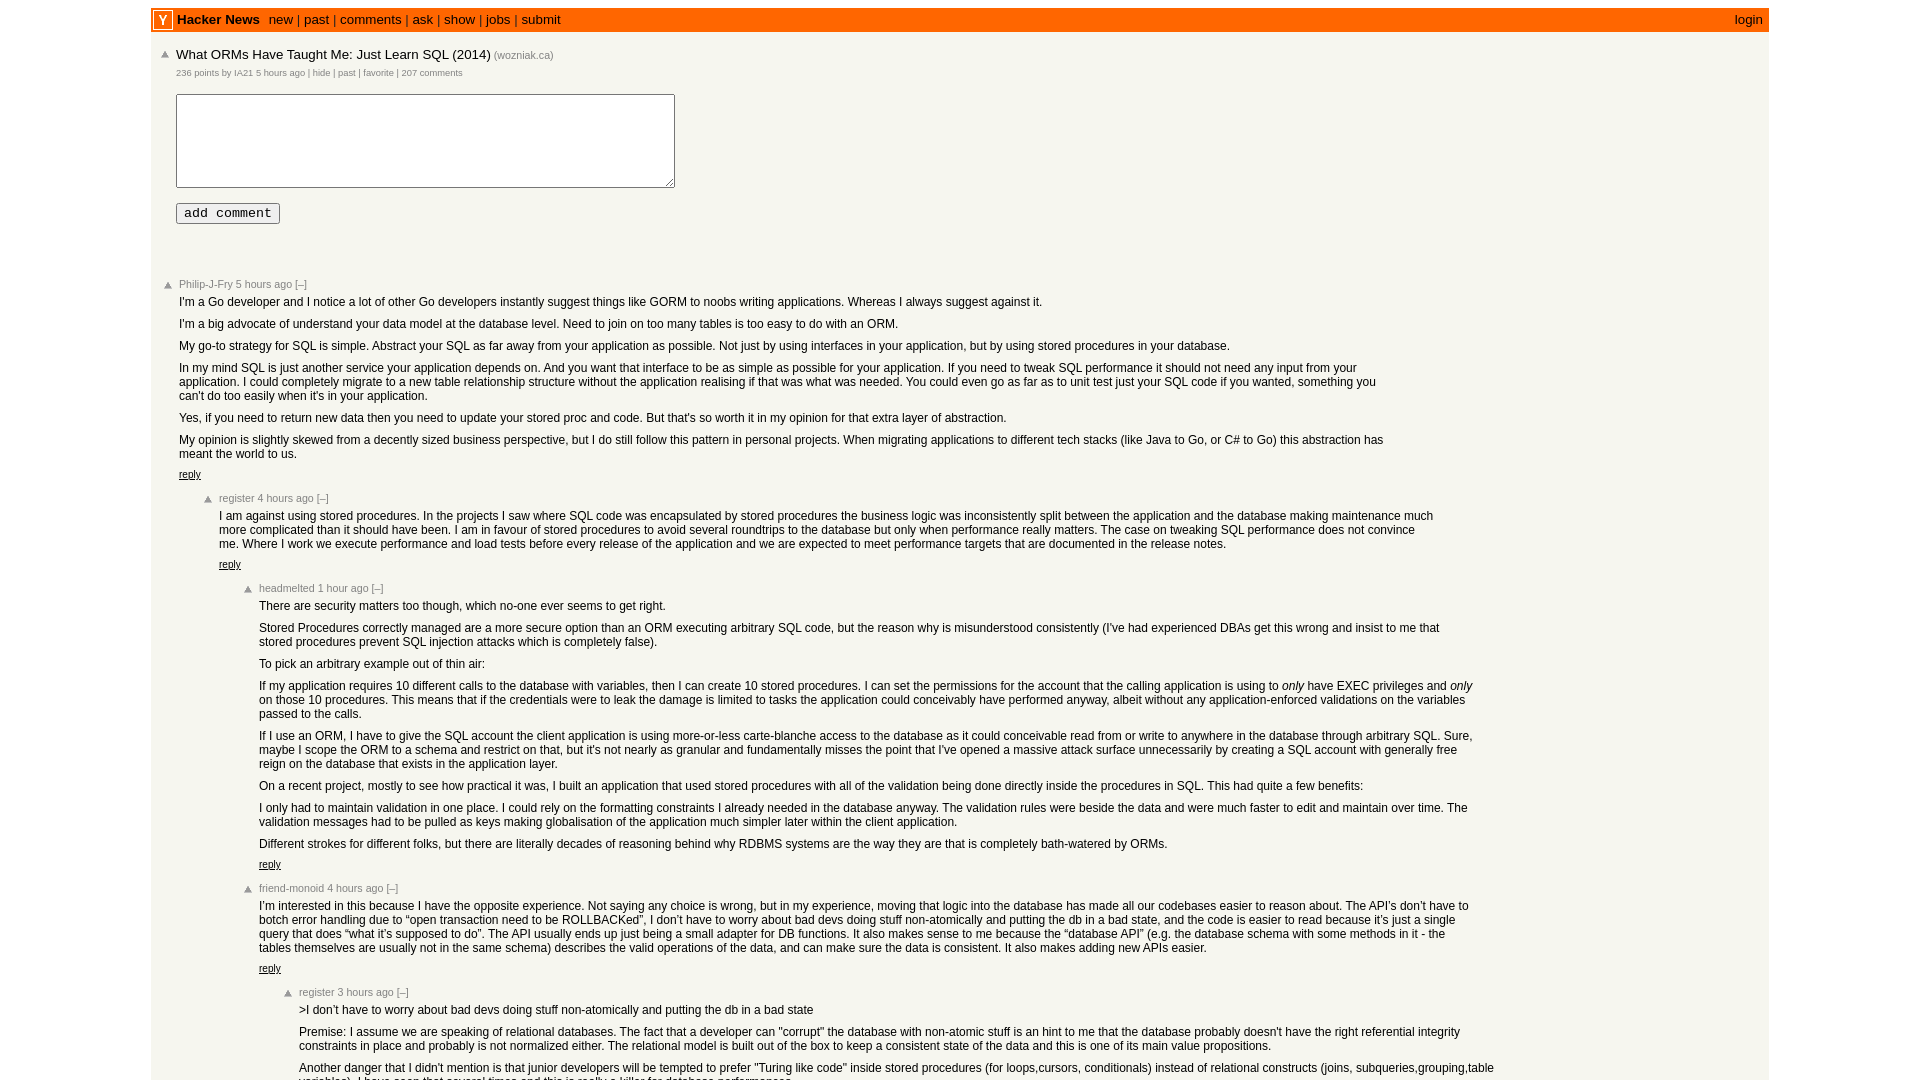 Y Hacker News new | past | comments | ask | show | jobs | submit login
What ORMs Have Taught Me: Just Learn SQL (2014) (wozniak.ca)
236 points by IA21 5 hours ago | hide | past | favorite | 207 comments
add comment
Philip-J-Fry 5 hours ago [–]
I'm a Go developer and I notice a lot of other Go developers instantly suggest things like GORM to noobs writing applications. Whereas I always suggest against it.
I'm a big advocate of understand your data model at the database level. Need to join on too many tables is too easy to do with an ORM.
My go-to strategy for SQL is simple. Abstract your SQL as far away from your application as possible. Not just by using interfaces in your application, but by using stored procedures in your database.
In my mind SQL is just another service your application depends on. And you want that interface to be as simple as possible for your application. If you need to tweak SQL performance it should not need any input from your
application. I could completely migrate to a new table relationship structure without the application realising if that was what was needed. You could even go as far as to unit test just your SQL code if you wanted, something you
can't do too easily when it's in your application.
Yes, if you need to return new data then you need to update your stored proc and code. But that's so worth it in my opinion for that extra layer of abstraction.
My opinion is slightly skewed from a decently sized business perspective, but I do still follow this pattern in personal projects. When migrating applications to different tech stacks (like Java to Go, or C# to Go) this abstraction has
meant the world to us.
reply
register 4 hours ago [–]
I am against using stored procedures. In the projects I saw where SQL code was encapsulated by stored procedures the business logic was inconsistently split between the application and the database making maintenance much
more complicated than it should have been. I am in favour of stored procedures to avoid several roundtrips to the database but only when performance really matters. The case on tweaking SQL performance does not convince
me. Where I work we execute performance and load tests before every release of the application and we are expected to meet performance targets that are documented in the release notes.
reply
headmelted 1 hour ago [–]
There are security matters too though, which no-one ever seems to get right.
Stored Procedures correctly managed are a more secure option than an ORM executing arbitrary SQL code, but the reason why is misunderstood consistently (I've had experienced DBAs get this wrong and insist to me that
stored procedures prevent SQL injection attacks which is completely false).
To pick an arbitrary example out of thin air:
If my application requires 10 different calls to the database with variables, then I can create 10 stored procedures. I can set the permissions for the account that the calling application is using to only have EXEC privileges and only
on those 10 procedures. This means that if the credentials were to leak the damage is limited to tasks the application could conceivably have performed anyway, albeit without any application-enforced validations on the variables
passed to the calls.
If I use an ORM, I have to give the SQL account the client application is using more-or-less carte-blanche access to the database as it could conceivable read from or write to anywhere in the database through arbitrary SQL. Sure,
maybe I scope the ORM to a schema and restrict on that, but it's not nearly as granular and fundamentally misses the point that I've opened a massive attack surface unnecessarily by creating a SQL account with generally free
reign on the database that exists in the application layer.
On a recent project, mostly to see how practical it was, I built an application that used stored procedures with all of the validation being done directly inside the procedures in SQL. This had quite a few benefits:
I only had to maintain validation in one place. I could rely on the formatting constraints I already needed in the database anyway. The validation rules were beside the data and were much faster to edit and maintain over time. The
validation messages had to be pulled as keys making globalisation of the application much simpler later within the client application.
Different strokes for different folks, but there are literally decades of reasoning behind why RDBMS systems are the way they are that is completely bath-watered by ORMs.
reply
friend-monoid 4 hours ago [–]
I’m interested in this because I have the opposite experience. Not saying any choice is wrong, but in my experience, moving that logic into the database has made all our codebases easier to reason about. The API’s don’t have to
botch error handling due to “open transaction need to be ROLLBACKed”, I don’t have to worry about bad devs doing stuff non-atomically and putting the db in a bad state, and the code is easier to read because it’s just a single
query that does “what it’s supposed to do”. The API usually ends up just being a small adapter for DB functions. It also makes sense to me because the “database API” (e.g. the database schema with some methods in it - the
tables themselves are usually not in the same schema) describes the valid operations of the data, and can make sure the data is consistent. It also makes adding new APIs easier.
reply
register 3 hours ago [–]
>I don’t have to worry about bad devs doing stuff non-atomically and putting the db in a bad state
Premise: I assume we are speaking of relational databases. The fact that a developer can "corrupt" the database with non-atomic stuff is an hint to me that the database probably doesn't have the right referential integrity
constraints in place and probably is not normalized either. The relational model is built out of the box to keep a consistent state of the data and this is one of its main value propositions.
Another danger that I didn't mention is that junior developers will be tempted to prefer "Turing like code" inside stored procedures (for loops,cursors, conditionals) instead of relational constructs (joins, subqueries,grouping,table